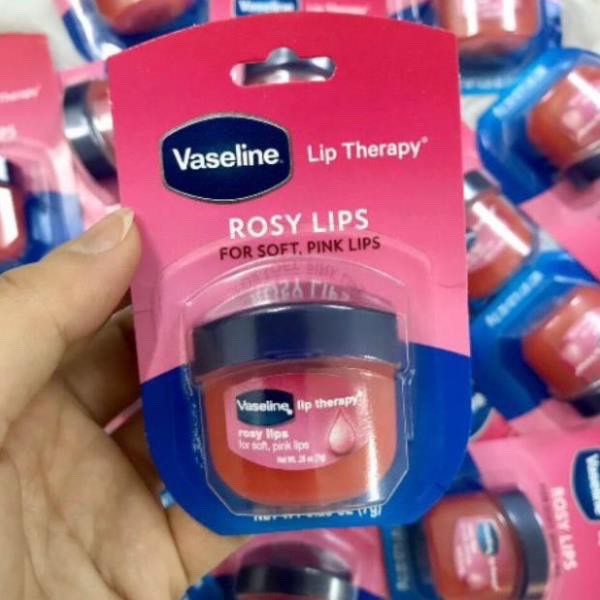 Vaseline. Lip Therapy®
ROSY LIPS
FOR SOFT, PINK LIPS
Vaseline lip therapy
rosy lips
for soft, pink lips
ROSY LIPS